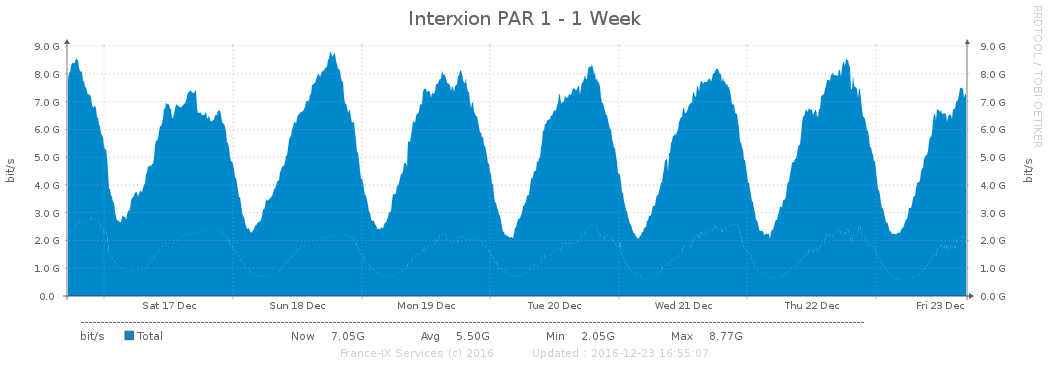 Interxion PAR 1 - 1 Week
RRDTOOL / TOBI OETIKER
9.0 G 9.0 G
8.0 G 8.0 G
7.0 G 7.0 G
6.0 G 6.0 G
5.0 G 5.0 G
4.0 G 4.0 G
3.0 G 3.0 G
2.0 G 2.0 G
1.0 G 1.0 G
0.0 0.0 G
bit/s
bit/s
Sat 17 Dec Sun 18 Dec Mon 19 Dec Tue 20 Dec Wed 21 Dec Thu 22 Dec Fri 23 Dec
bit/s Total Now 7.05G Avg 5.50G Min 2.05G Max 8.77G
France-IX Services (c) 2016 Updated : 2016-12-23 16:55:07